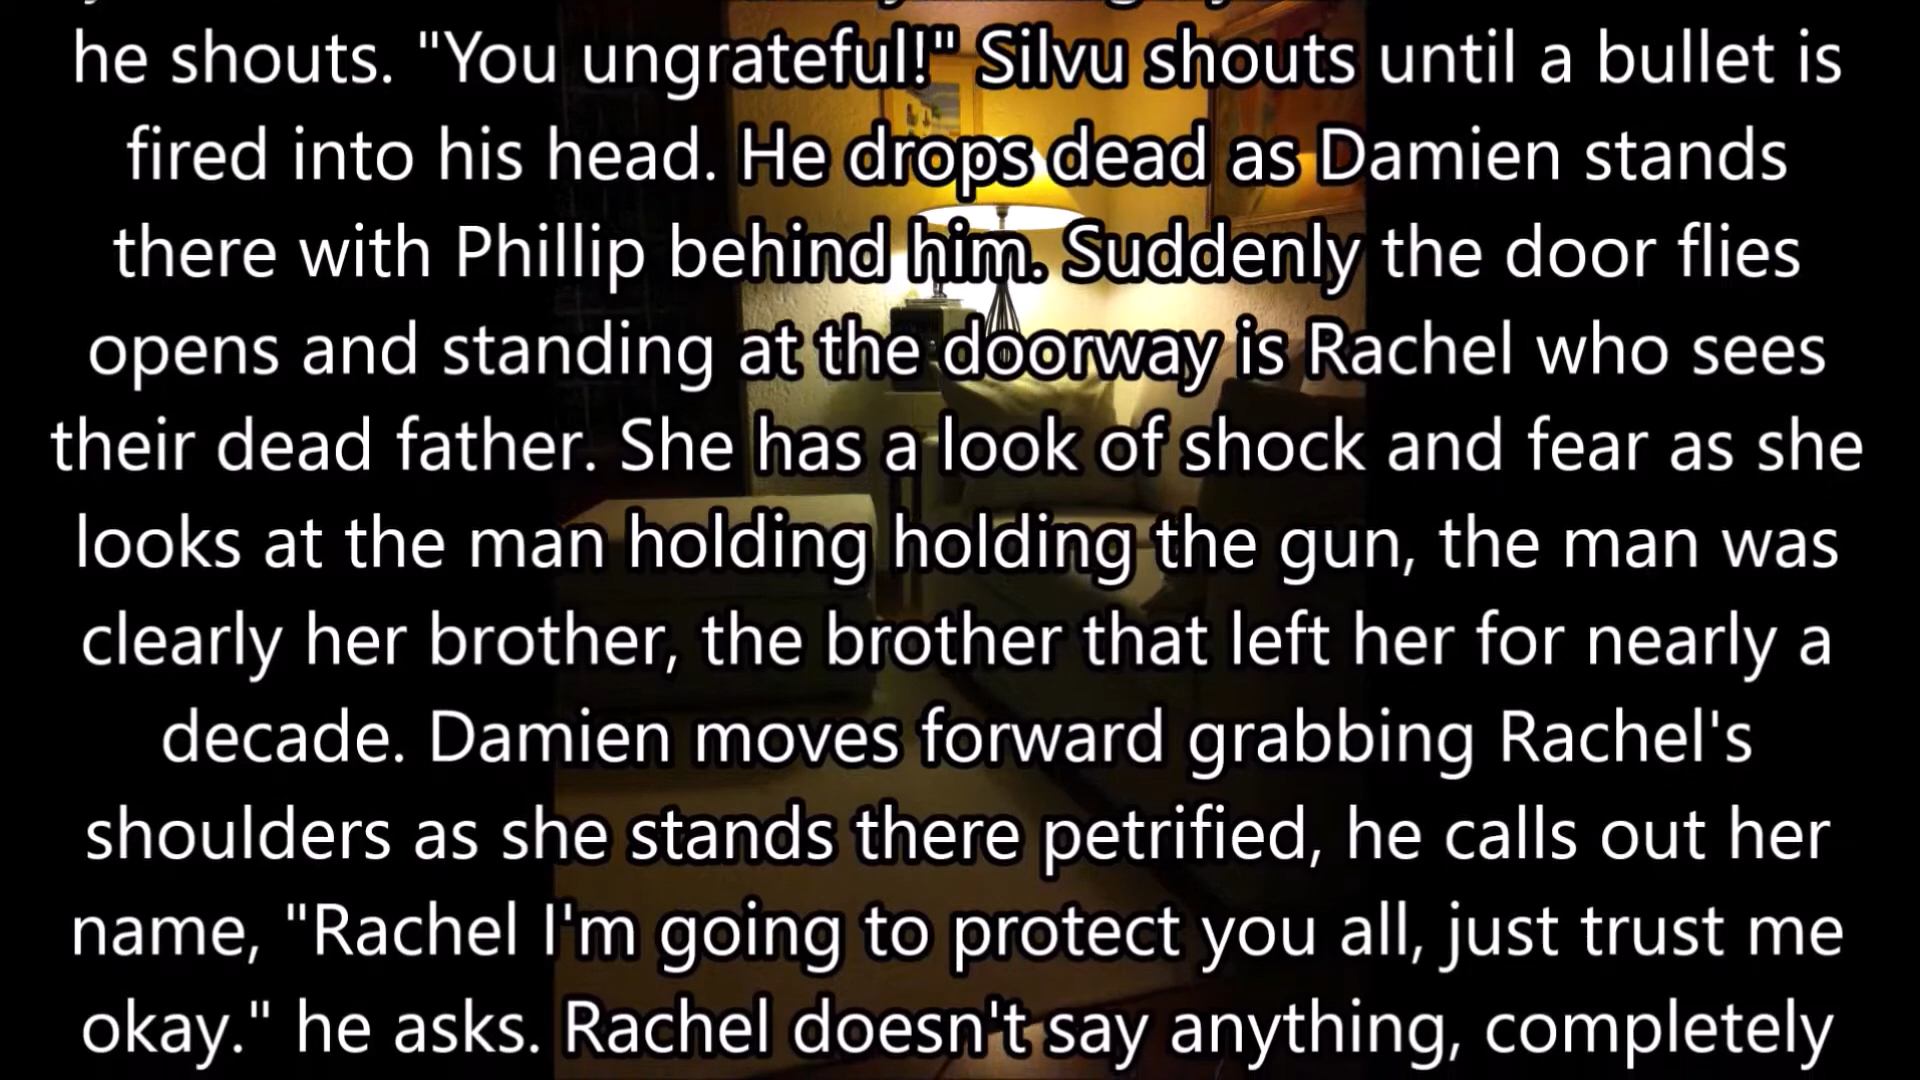 he shouts. "You ungrateful!" Silvu shouts until a bullet is
fired into his head. He drops dead as Damien stands
there with Phillip behind him. Suddenly the door flies
opens and standing at the doorway is Rachel who sees
their dead father. She has a look of shock and fear as she
looks at the man holding holding the gun, the man was
clearly her brother, the brother that left her for nearly a
decade. Damien moves forward grabbing Rachel's
shoulders as she stands there petrified, he calls out her
name, "Rachel I'm going to protect you all, just trust me
okay." he asks. Rachel doesn't say anything, completely